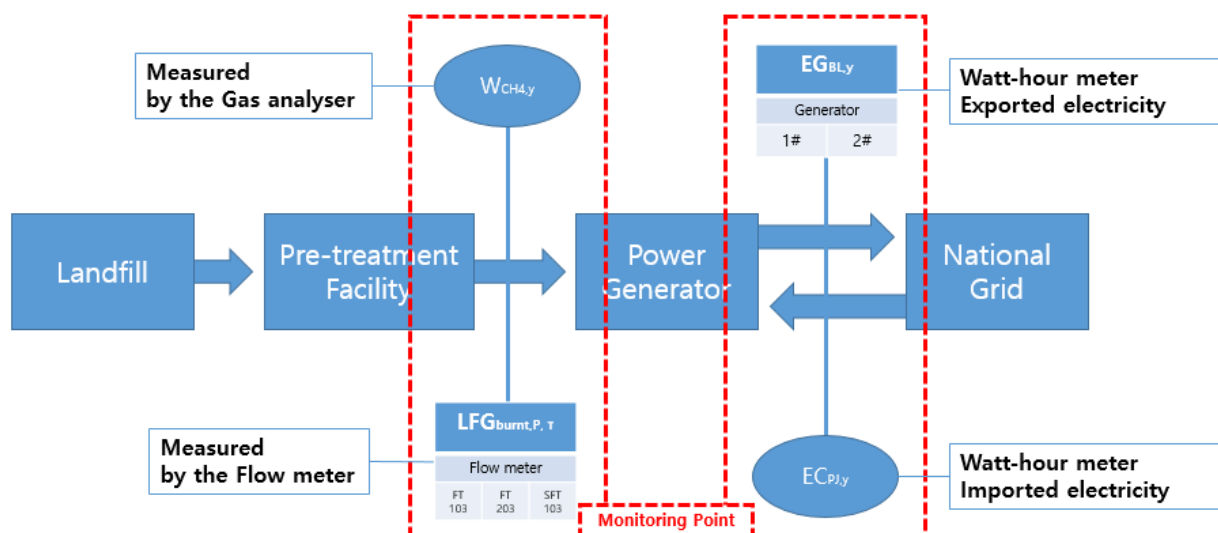 Measured
by the Gas analyser
WCH4,y
EGBL,y
Generator
1# 2#
Watt-hour meter
Exported electricity
Landfill
Pre-treatment
Facility
Power
Generator
National
Grid
Measured
by the Flow meter
LFGburnt,P, T
Flow meter
FT
103
FT
203
SFT
103
Monitoring Point
ECPJ,y
Watt-hour meter
Imported electricity